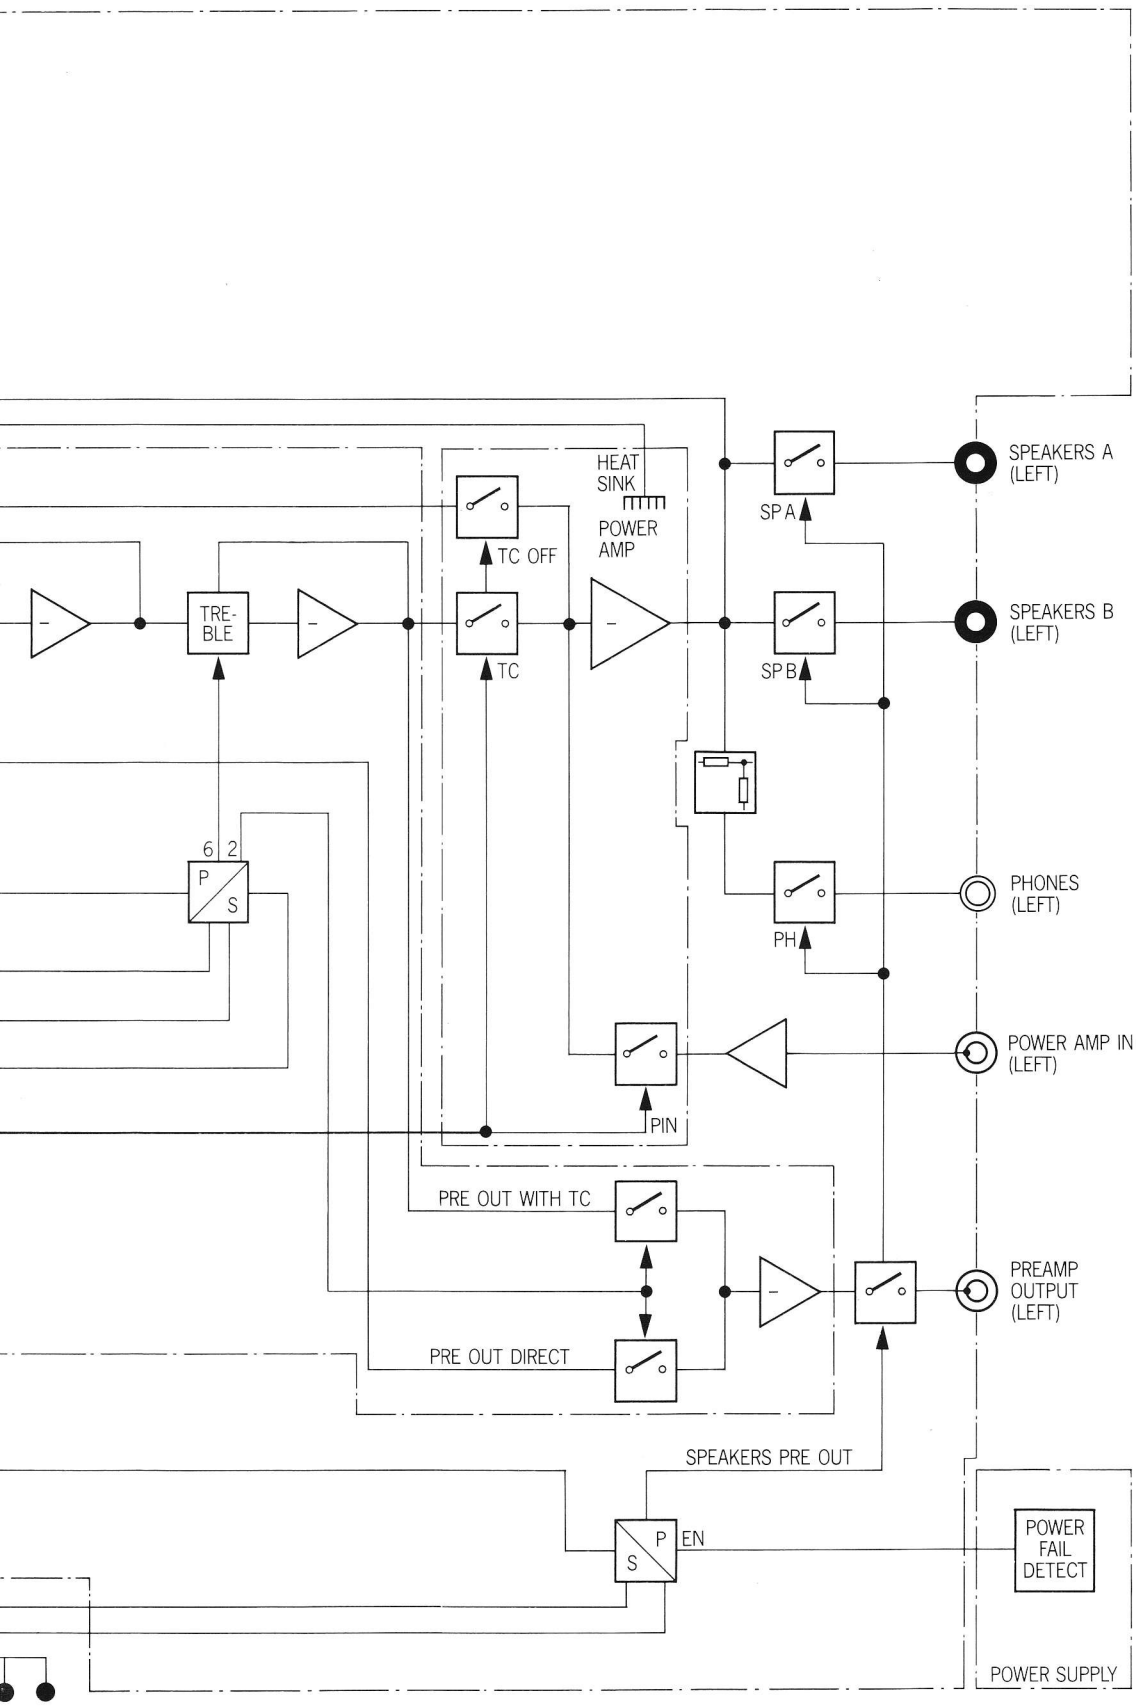 SPEAKERS A
(LEFT)
HEAT
SINK
SP A
POWER
AMP
TC OFF
TRE-
BLE
SPEAKERS B
(LEFT)
TC
SP B
6 2
P
S
PHONES
(LEFT)
PH
POWER AMP IN
(LEFT)
PIN
PRE OUT WITH TC
PREAMP
OUTPUT
(LEFT)
PRE OUT DIRECT
SPEAKERS PRE OUT
P
S
EN
POWER
FAIL
DETECT
POWER SUPPLY